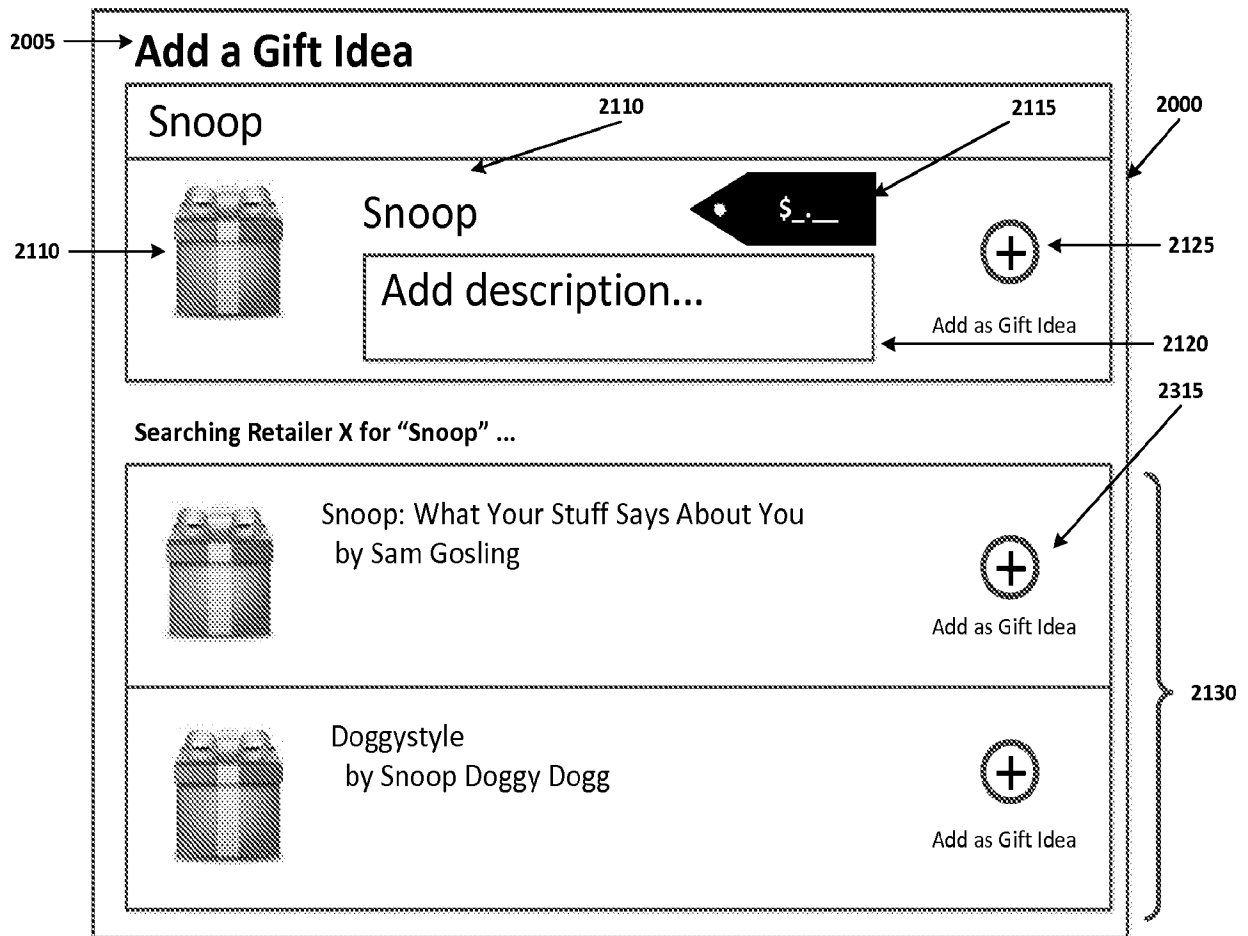 2005
Add a Gift Idea
Snoop
2110
2115
2000
Snoop
$_.__
2110
2125
Add description...
Add as Gift Idea
2120
2315
Searching Retailer X for “Snoop” ...
Snoop: What Your Stuff Says About You
by Sam Gosling
Add as Gift Idea
2130
Doggystyle
by Snoop Doggy Dogg
Add as Gift Idea